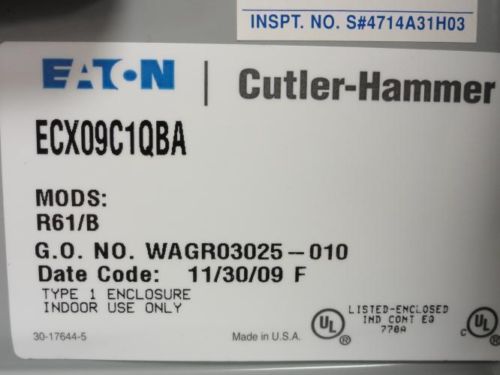 INSPT. NO. S#4714A31H03
EATON | Cutler-Hammer
ECX09C1QBA
MODS:
R61/B
G.O. NO. WAGR03025-010
Date Code: 11/30/09 F
TYPE 1 ENCLOSURE
INDOOR USE ONLY
30-17644-5
Made in U.S.A.
UL ®
LISTED-ENCLOSED
IND CONT EQ
770A
c UL ®